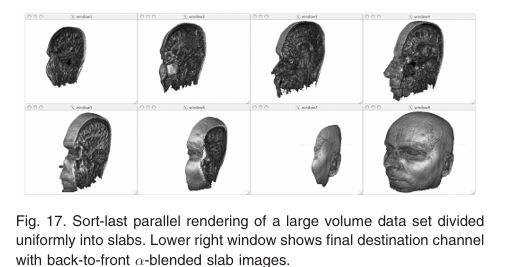 window1
window2
window3
window4
window5
window6
window7
window8
Fig. 17. Sort-last parallel rendering of a large volume data set divided
uniformly into slabs. Lower right window shows final destination channel
with back-to-front α-blended slab images.